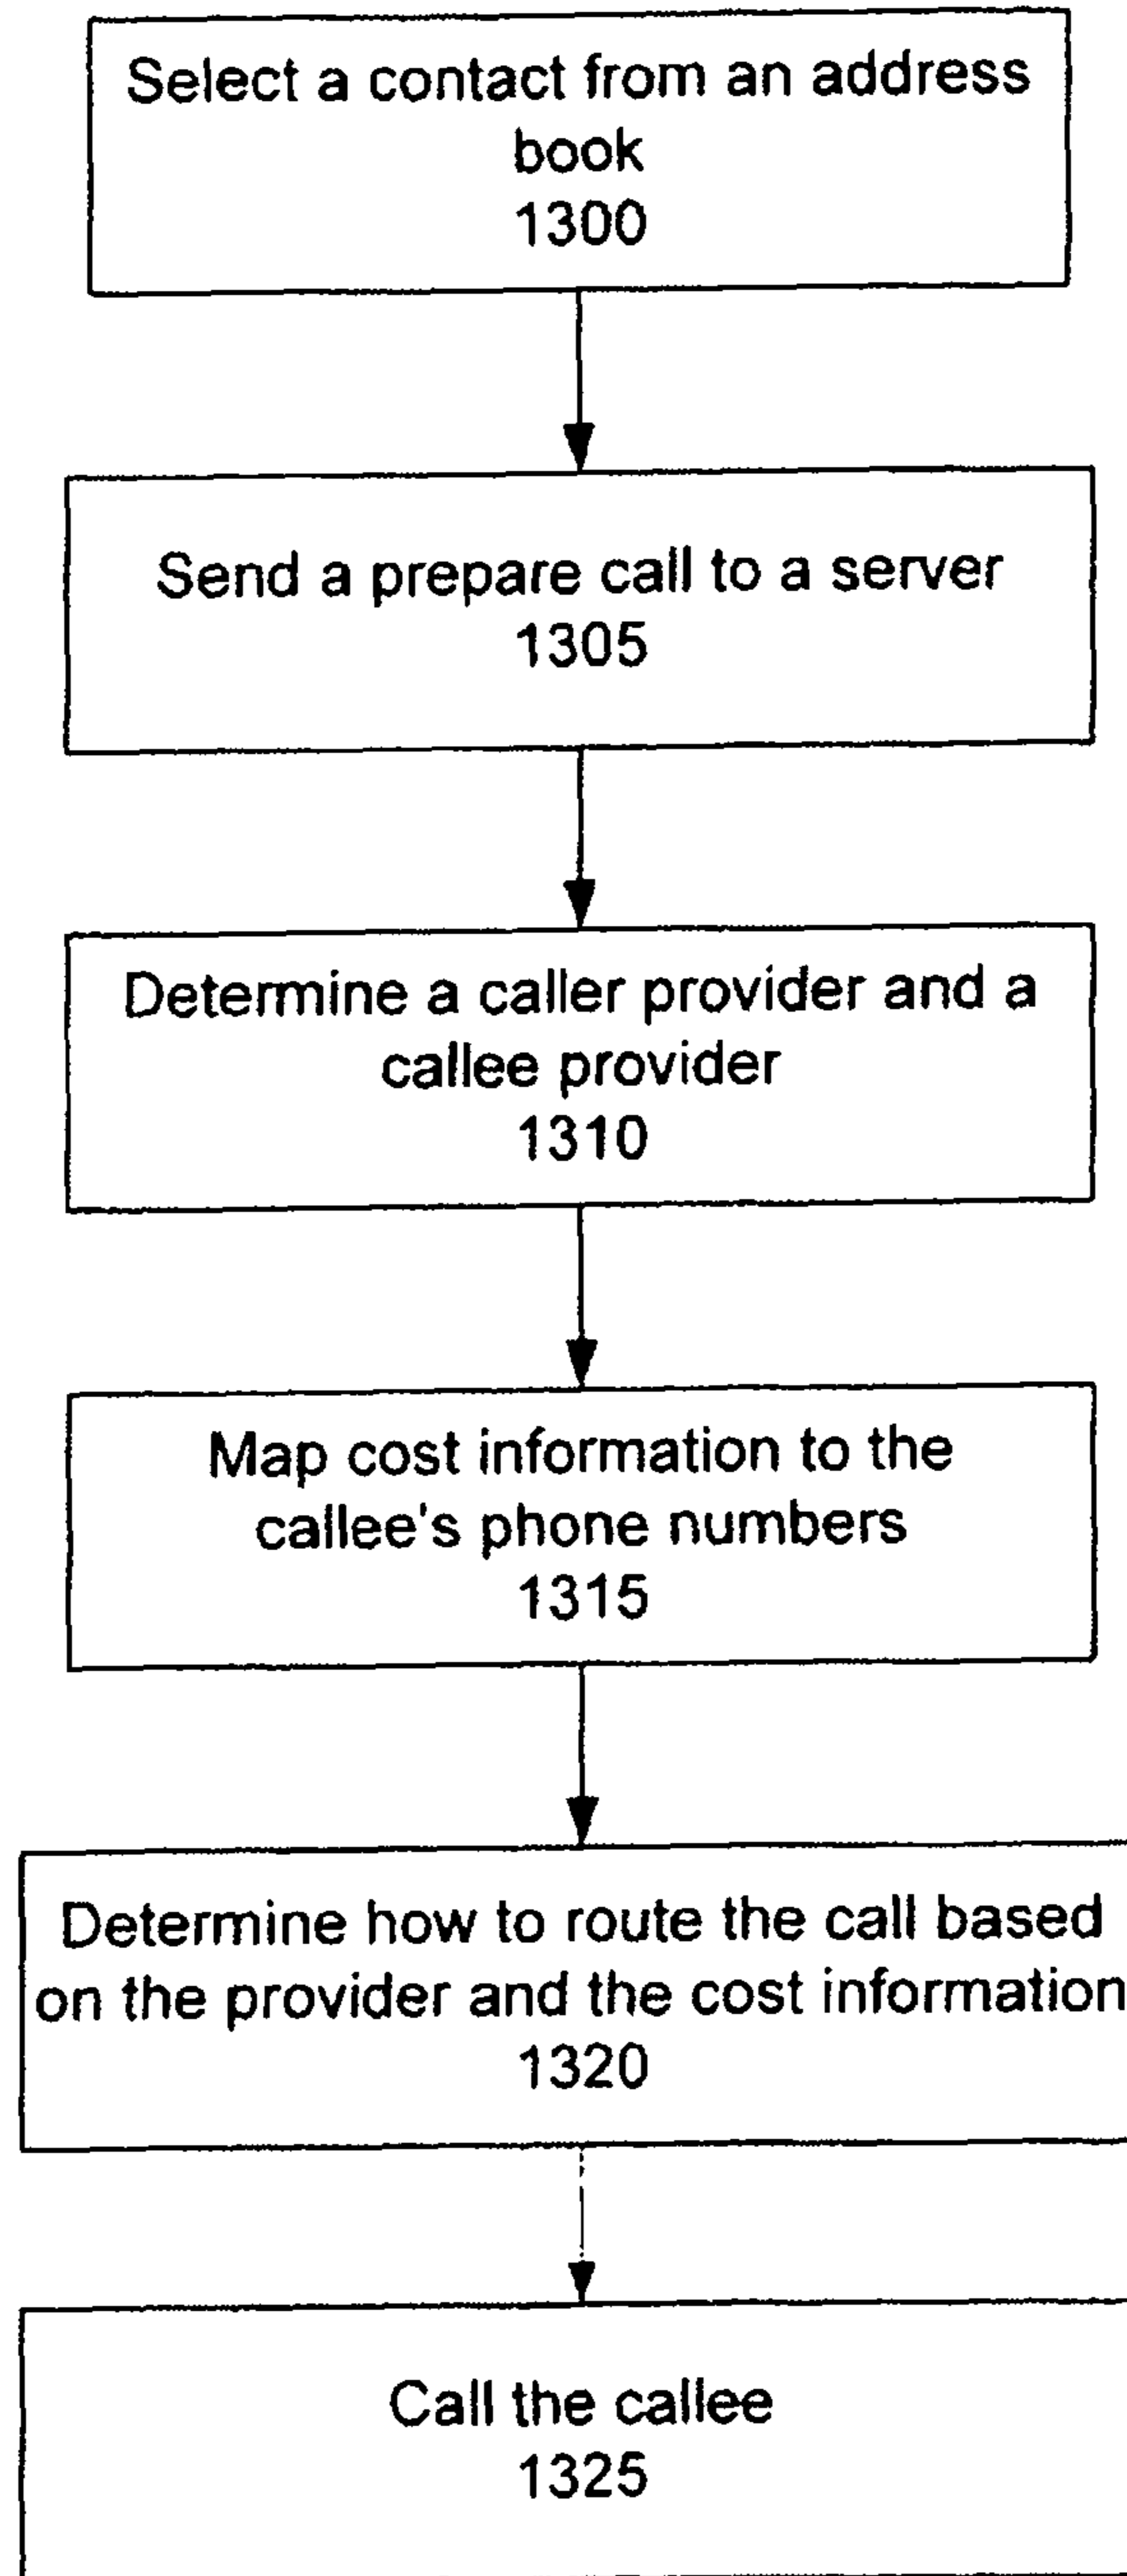 Select a contact from an address
book
1300
Send a prepare call to a server
1305
Determine a caller provider and a
callee provider
1310
Map cost information to the
callee's phone numbers
1315
Determine how to route the call based
on the provider and the cost information
1320
Call the callee
1325